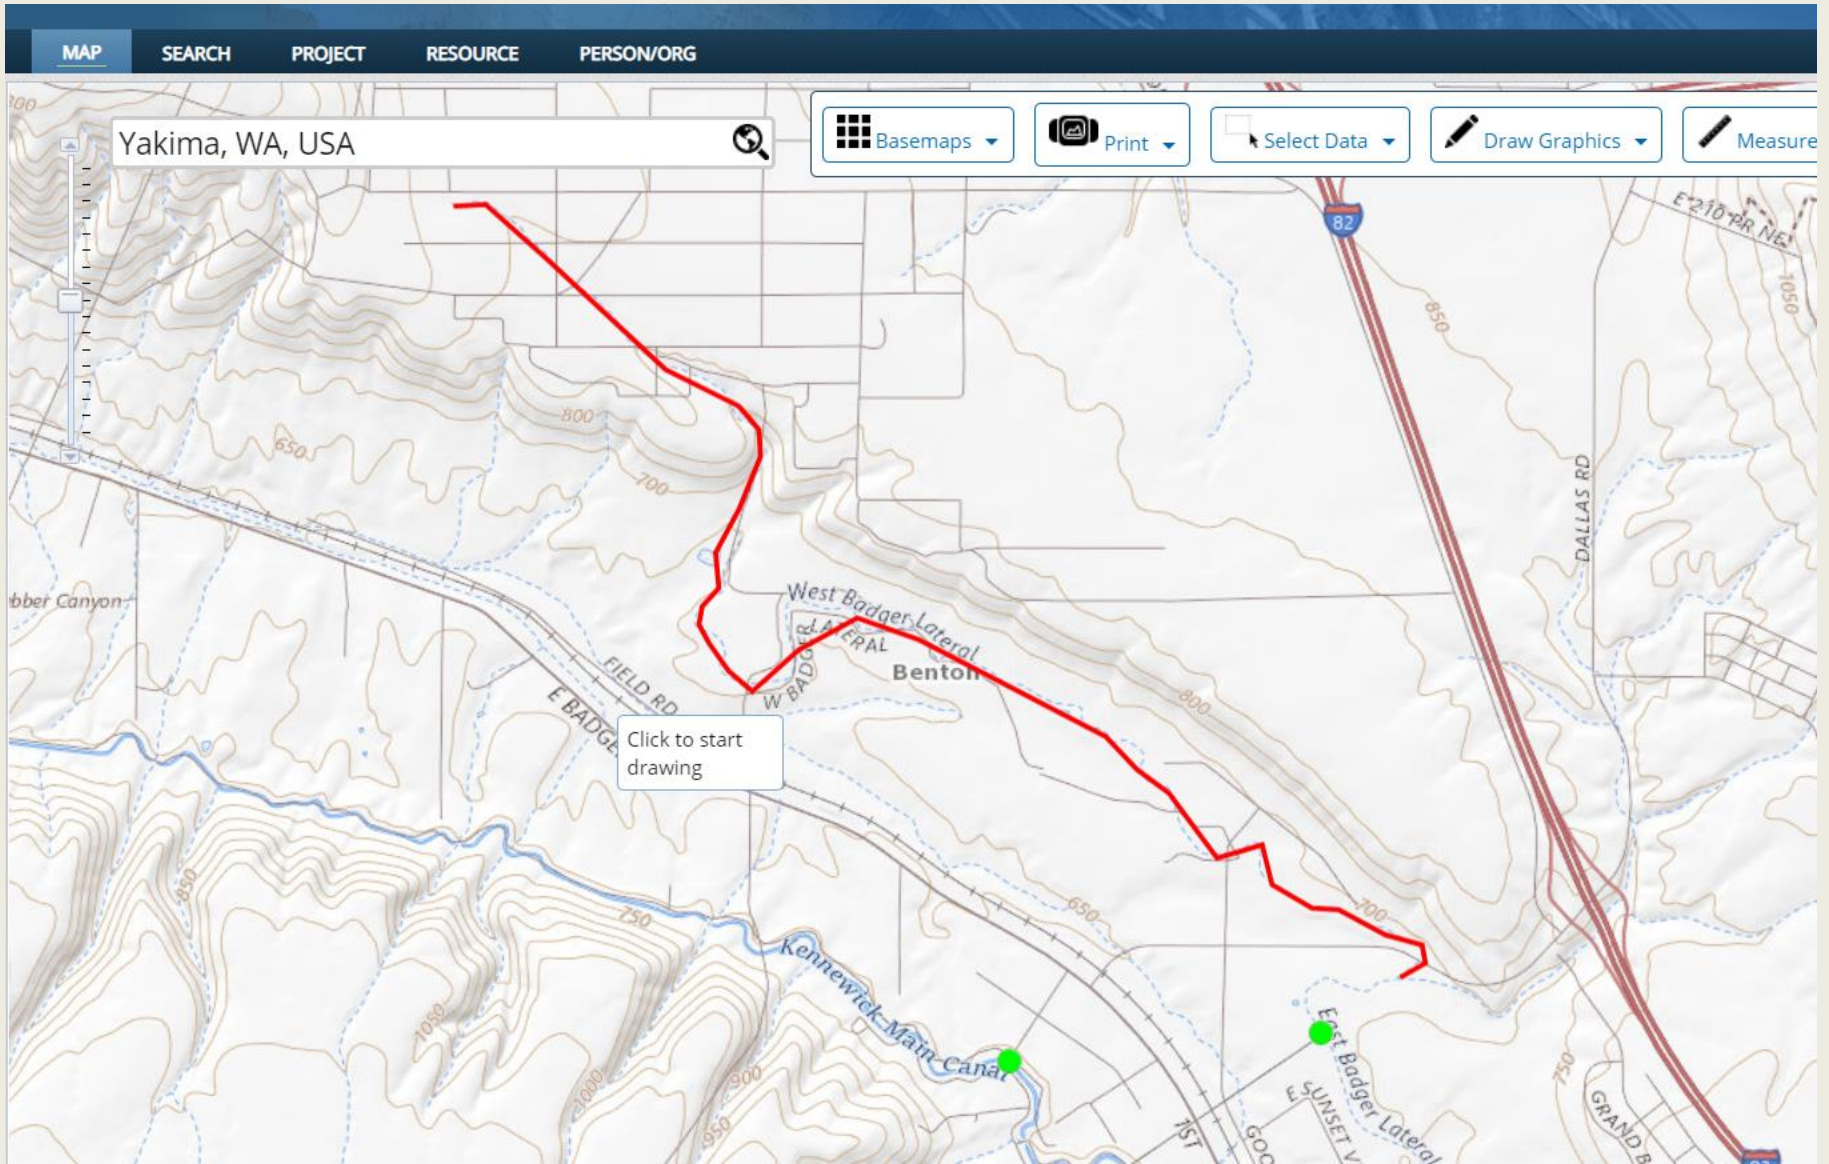 MAP SEARCH PROJECT RESOURCE PERSON/ORG
Yakima, WA, USA
Basemaps
Print
Select Data
Draw Graphics
Measure
82
E 210 PR NE
1050
850
800
650
700
DALLAS RD
bber Canyon
West Badger Lateral
LATERAL
W BADGER
Benton
FIELD RD
E BADGE
Click to start
drawing
800
850
750
650
700
Kennewick Main Canal
East Badger Lateral
1050
1000
900
950
750
1ST
GOC
E SUNSET V
GRAND B